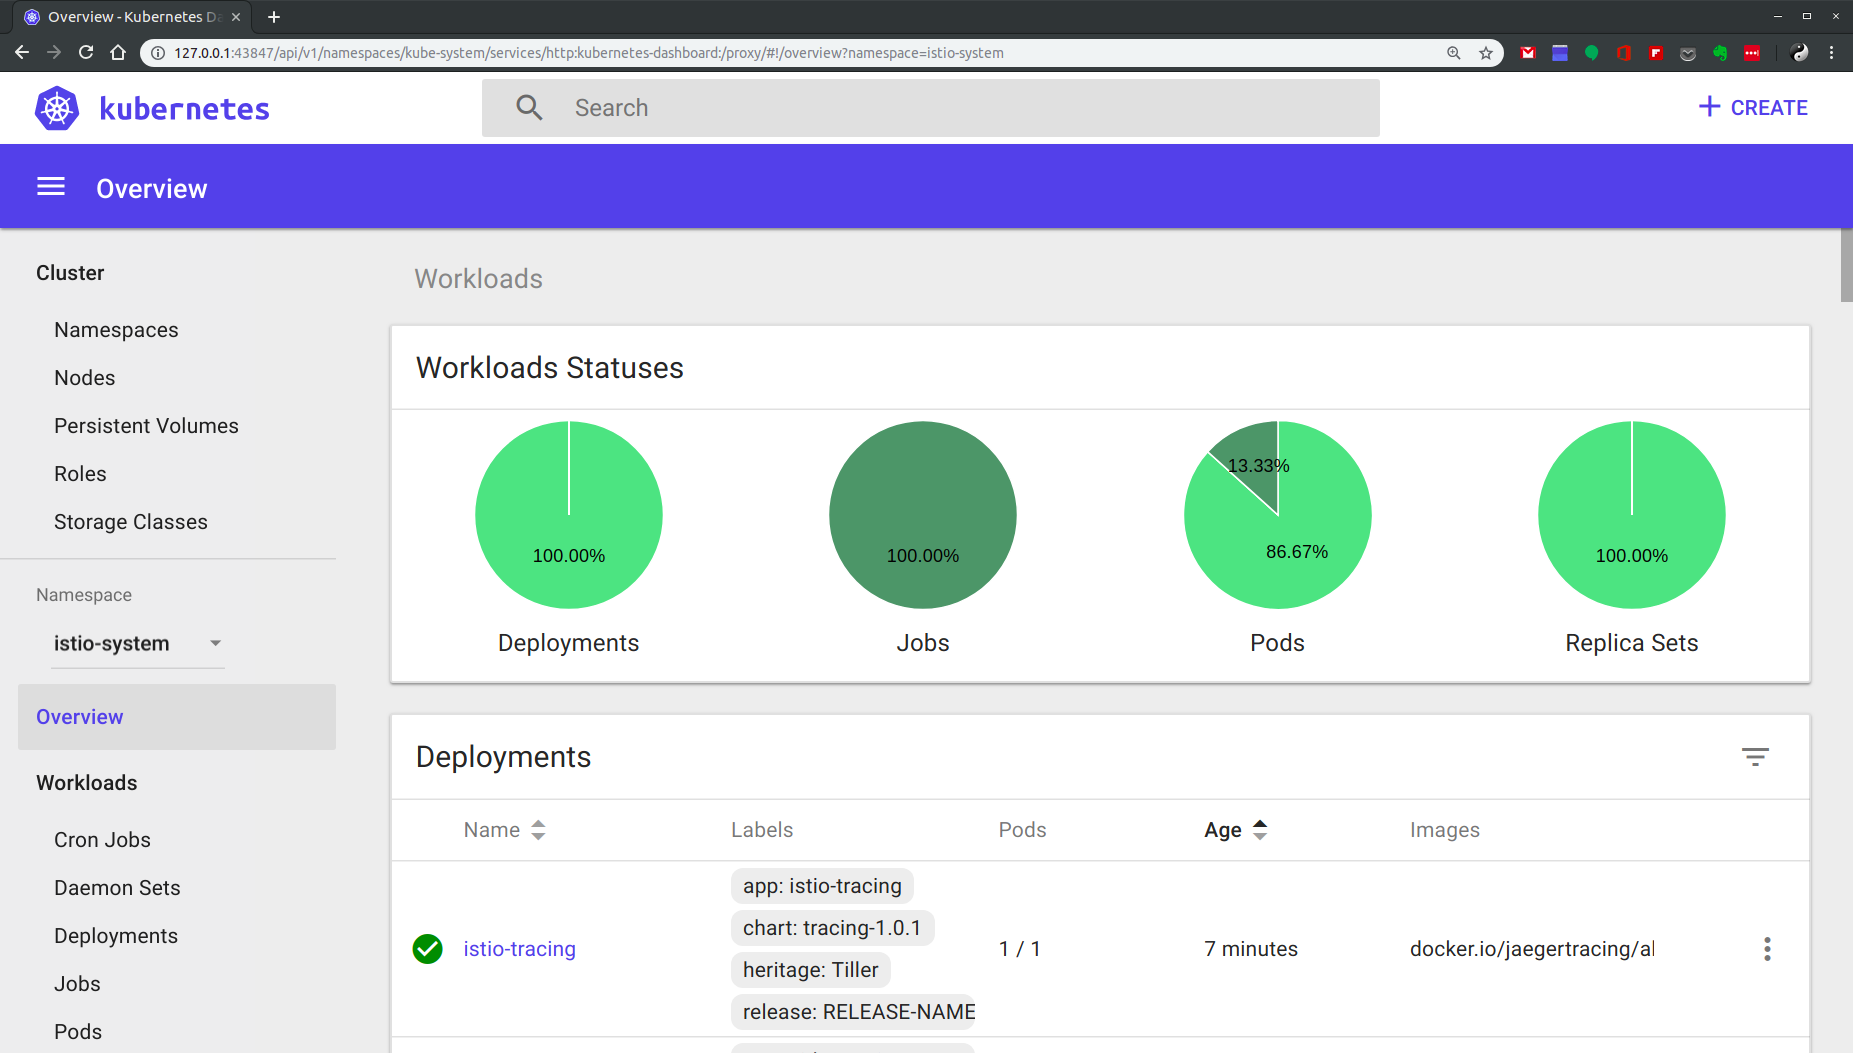 Overview - Kubernetes Da
127.0.0.1:43847/api/v1/namespaces/kube-system/services/http:kubernetes-dashboard:/proxy/#!/overview?namespace=istio-system
kubernetes
Search
CREATE
Overview
Cluster
Namespaces
Nodes
Persistent Volumes
Roles
Storage Classes
Namespace
istio-system
Overview
Workloads
Cron Jobs
Daemon Sets
Deployments
Jobs
Pods
Workloads
Workloads Statuses
100.00%
100.00%
13.33%
86.67%
100.00%
Deployments
Jobs
Pods
Replica Sets
Deployments
Name
Labels
Pods
Age
Images
istio-tracing
app: istio-tracing
chart: tracing-1.0.1
heritage: Tiller
release: RELEASE-NAME
1 / 1
7 minutes
docker.io/jaegertracing/al